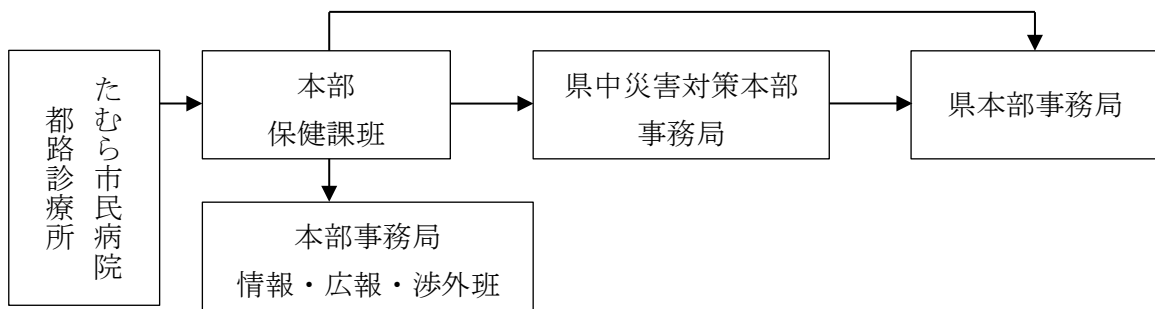 たむら市民病院
都路診療所
本部
保健課班
県中災害対策本部
事務局
県本部事務局
本部事務局
情報・広報・渉外班